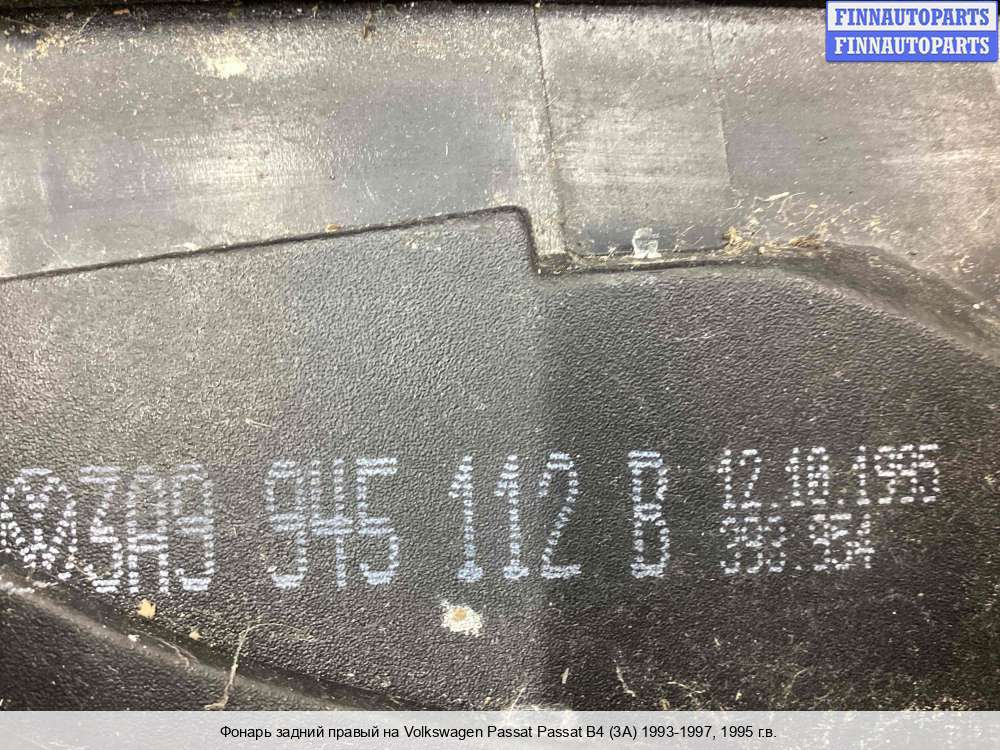 FINNAUTOPARTS
FINNAUTOPARTS
3A9 945 112 B
12.10.1995
Фонарь задний правый на Volkswagen Passat Passat B4 (3A) 1993-1997, 1995 г.в.